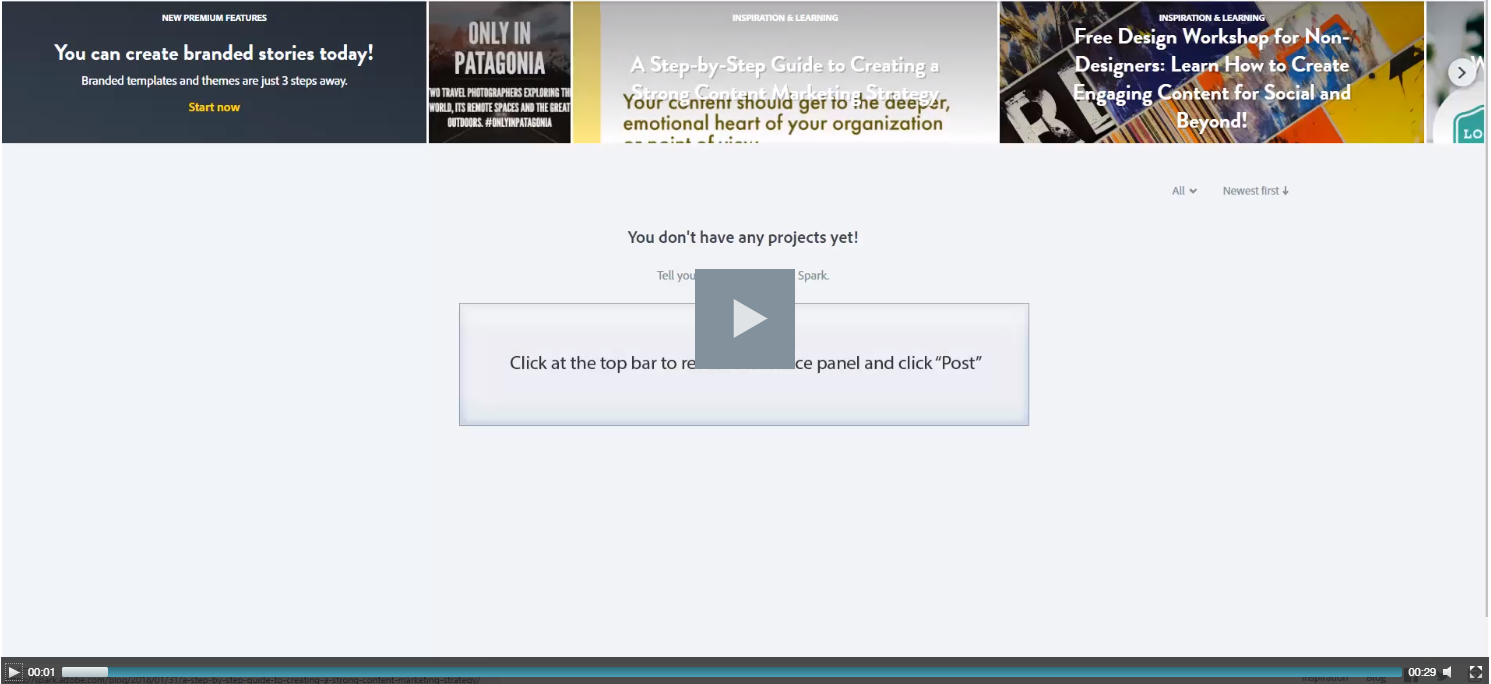 NEW PREMIUM FEATURES
You can create branded stories today!
Branded templates and themes are just 3 steps away.
Start now
ONLY IN
PATAGONIA
TWO TRAVEL PHOTOGRAPHERS EXPLORING THE
WORLD, ITS REMOTE SPACES AND THE GREAT
OUTDOORS. #ONLYINPATAGONIA
INSPIRATION & LEARNING
A Step-by-Step Guide to Creating a
Strong Content Marketing Strategy
Your content should get to the deeper,
emotional heart of your organization
or point of view.
INSPIRATION & LEARNING
Free Design Workshop for Non-
Designers: Learn How to Create
Engaging Content for Social and
Beyond!
RE
W
LO
All
Newest first
You don't have any projects yet!
Tell you Spark.
Click at the top bar to re ce panel and click “Post”
00:01
00:29
Inspiration Blog